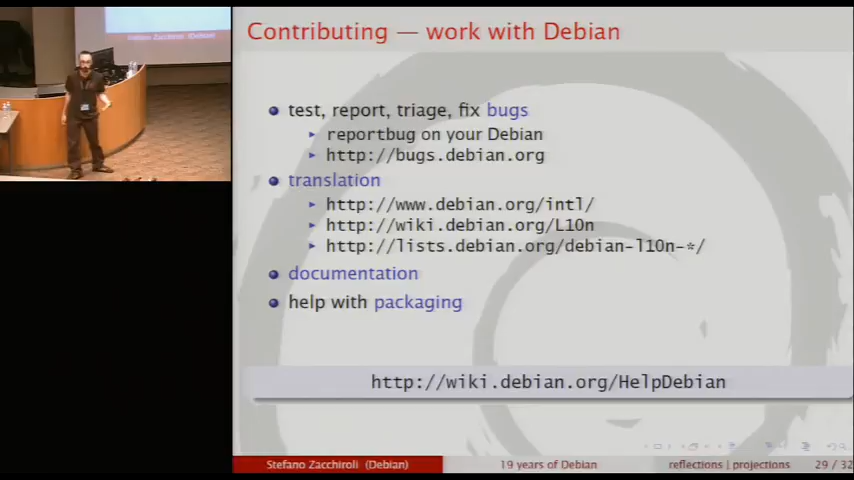 Contributing — work with Debian
test, report, triage, fix bugs
reportbug on your Debian
http://bugs.debian.org
translation
http://www.debian.org/intl/
http://wiki.debian.org/L10n
http://lists.debian.org/debian-l10n-*/
documentation
help with packaging
http://wiki.debian.org/HelpDebian
Stefano Zacchiroli (Debian)
19 years of Debian
reflections | projections
29 / 32